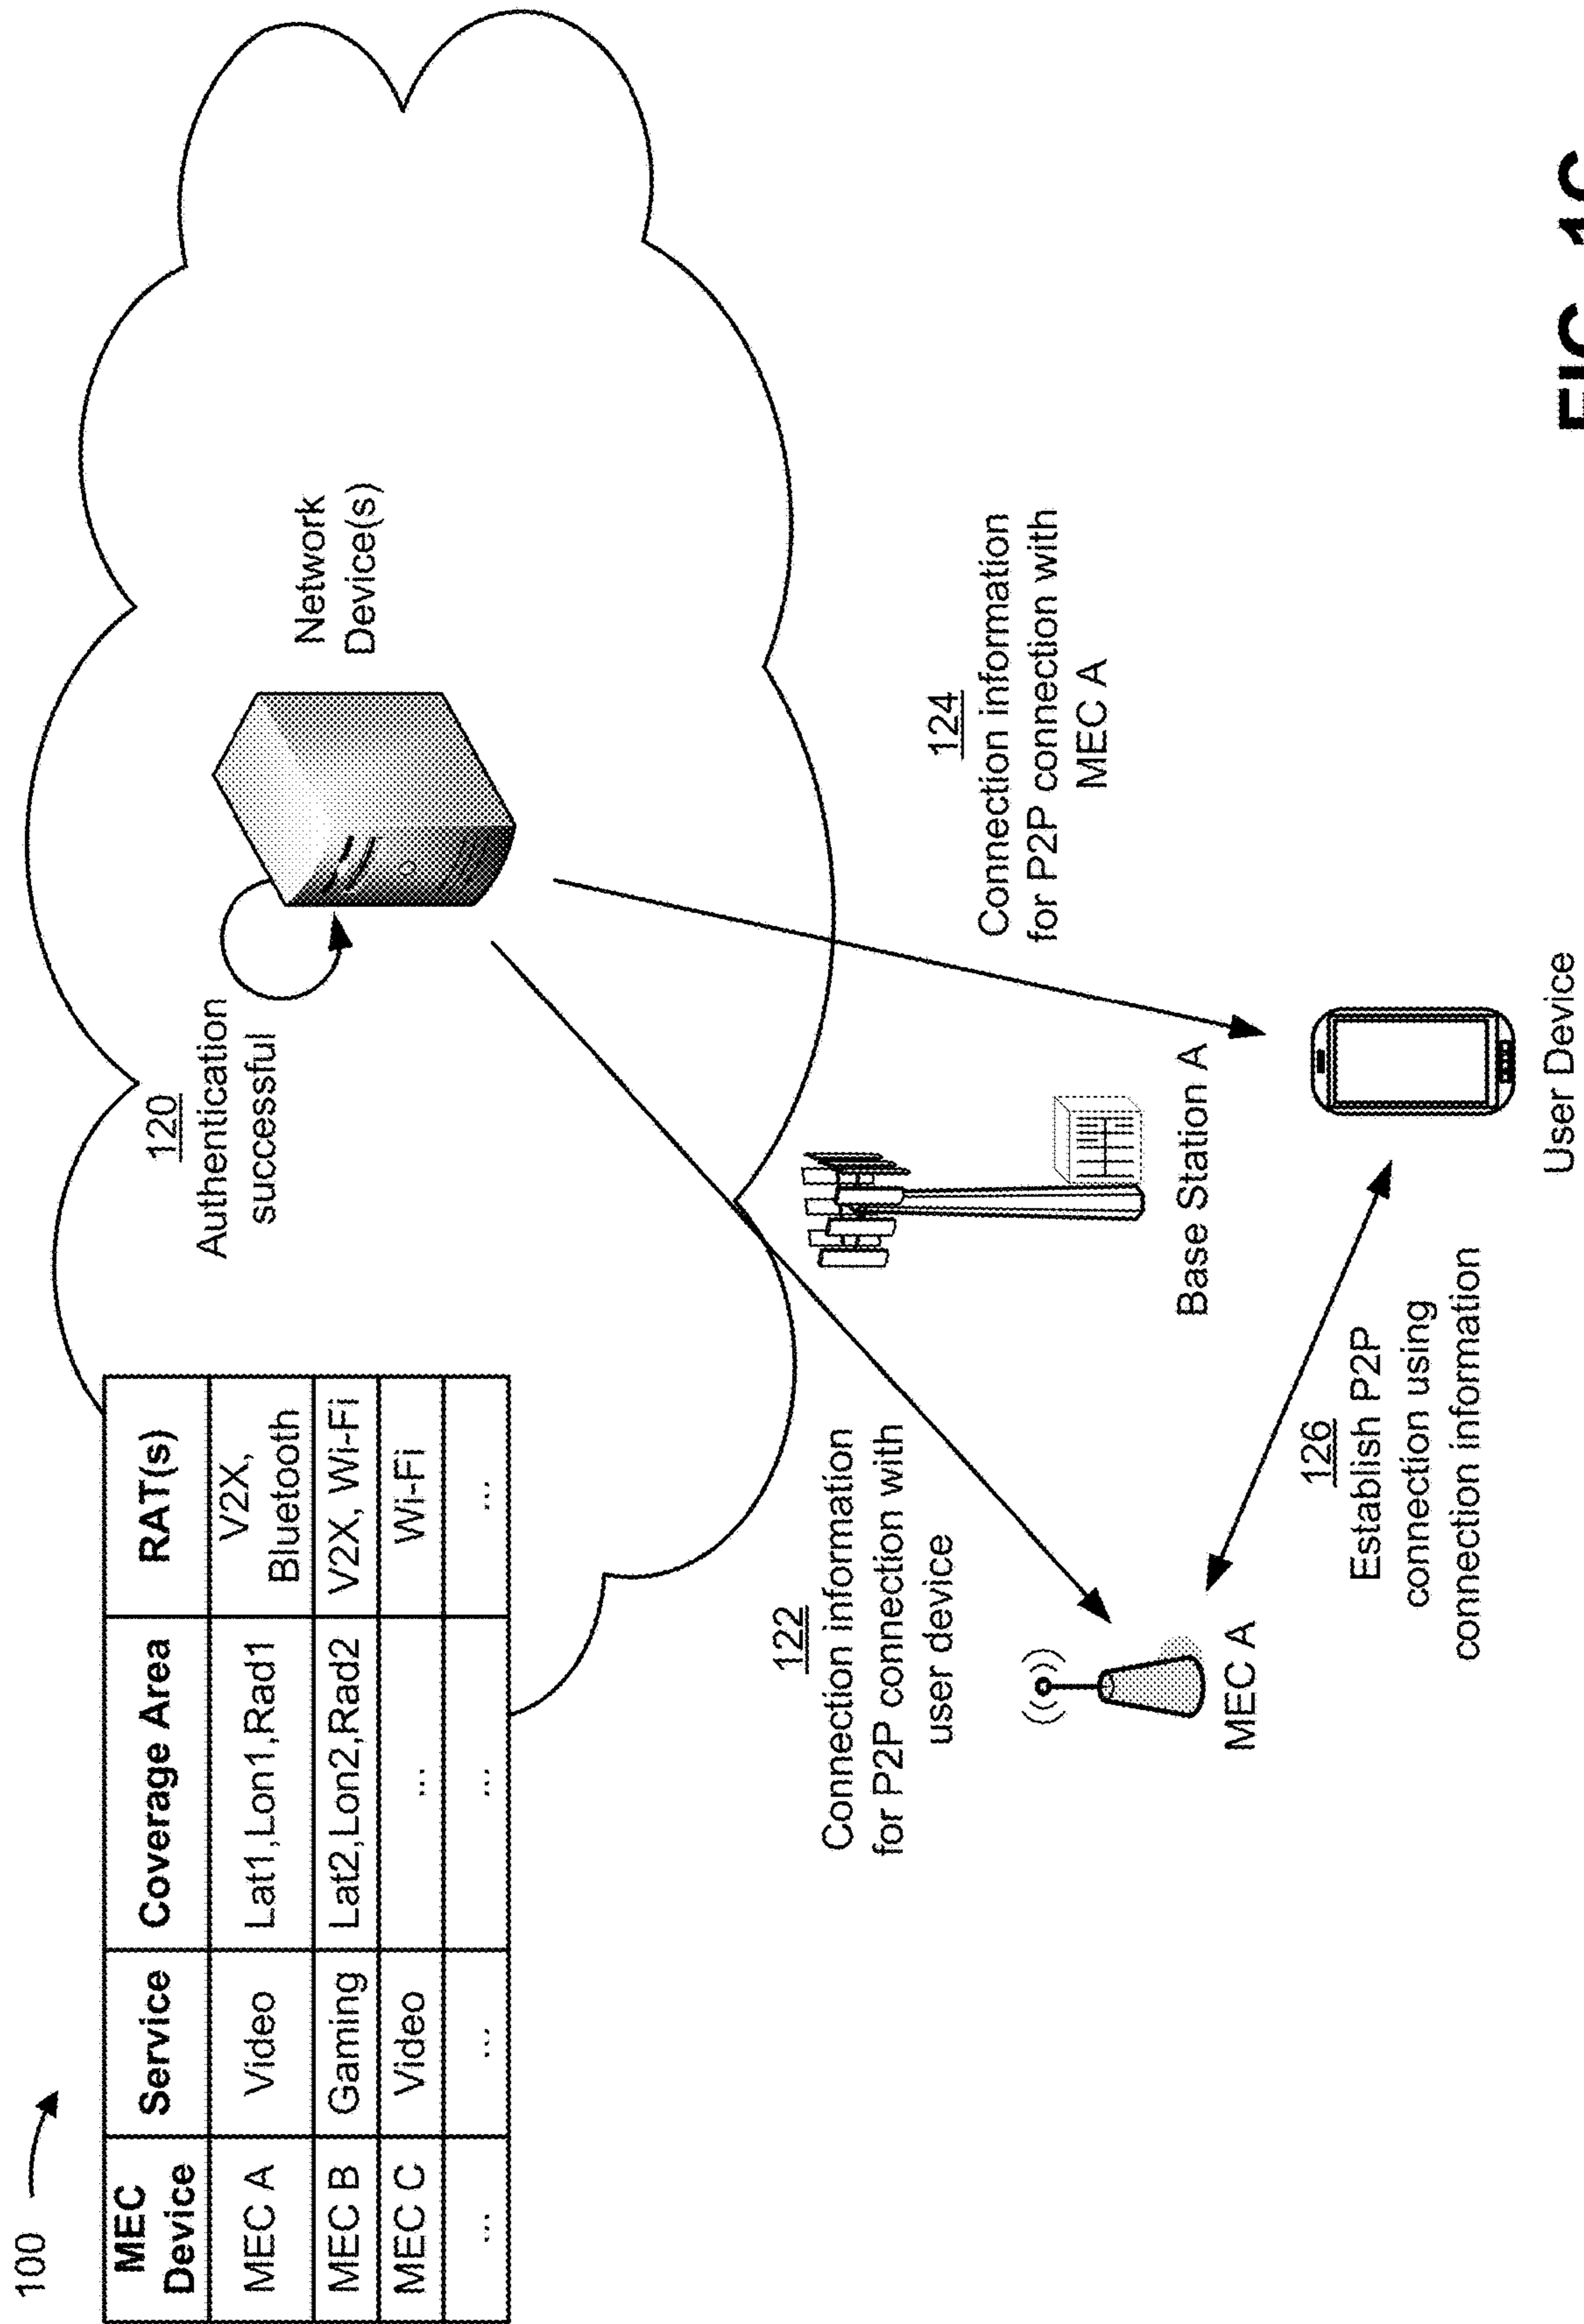 100
MEC Device | Service | Coverage Area | RAT(s)
MEC A | Video | Lat1,Lon1,Rad1 | V2X, Bluetooth
MEC B | Gaming | Lat2,Lon2,Rad2 | V2X, Wi-Fi
MEC C | Video | ... | Wi-Fi
... | ... | ... | ...
120
Authentication
successful
Network
Device(s)
122
Connection information
for P2P connection with
user device
124
Connection information
for P2P connection with
MEC A
MEC A
Base Station A
126
Establish P2P
connection using
connection information
User Device